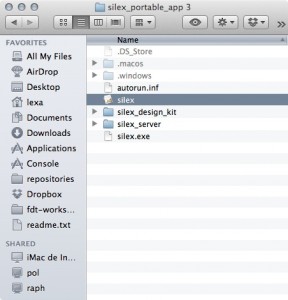 silex_portable_app 3
FAVORITES
All My Files
AirDrop
Desktop
lexa
Documents
Downloads
Applications
Console
repositories
Dropbox
fdt-works...
readme.txt
SHARED
iMac de In...
pol
raph
Name
.DS_Store
.macos
.windows
autorun.inf
silex
silex_design_kit
silex_server
silex.exe